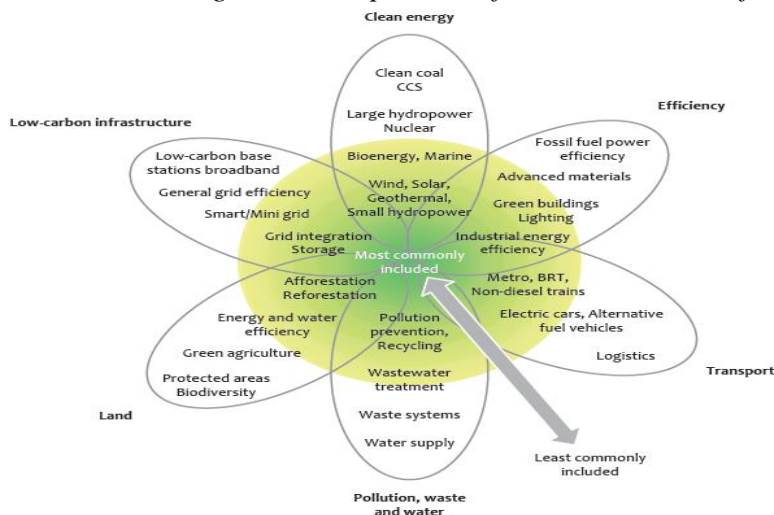 Clean energy
Clean coal
CCS
Large hydropower
Nuclear
Bioenergy, Marine
Wind, Solar,
Geothermal,
Small hydropower
Low-carbon infrastructure
Low-carbon base
stations broadband
General grid efficiency
Smart/Mini grid
Grid integration
Storage
Efficiency
Fossil fuel power
efficiency
Advanced materials
Green buildings
Lighting
Industrial energy
efficiency
Most commonly
included
Afforestation
Reforestation
Energy and water
efficiency
Green agriculture
Protected areas
Biodiversity
Land
Pollution
prevention,
Recycling
Wastewater
treatment
Waste systems
Water supply
Pollution, waste
and water
Metro, BRT,
Non-diesel trains
Electric cars, Alternative
fuel vehicles
Logistics
Transport
Least commonly
included